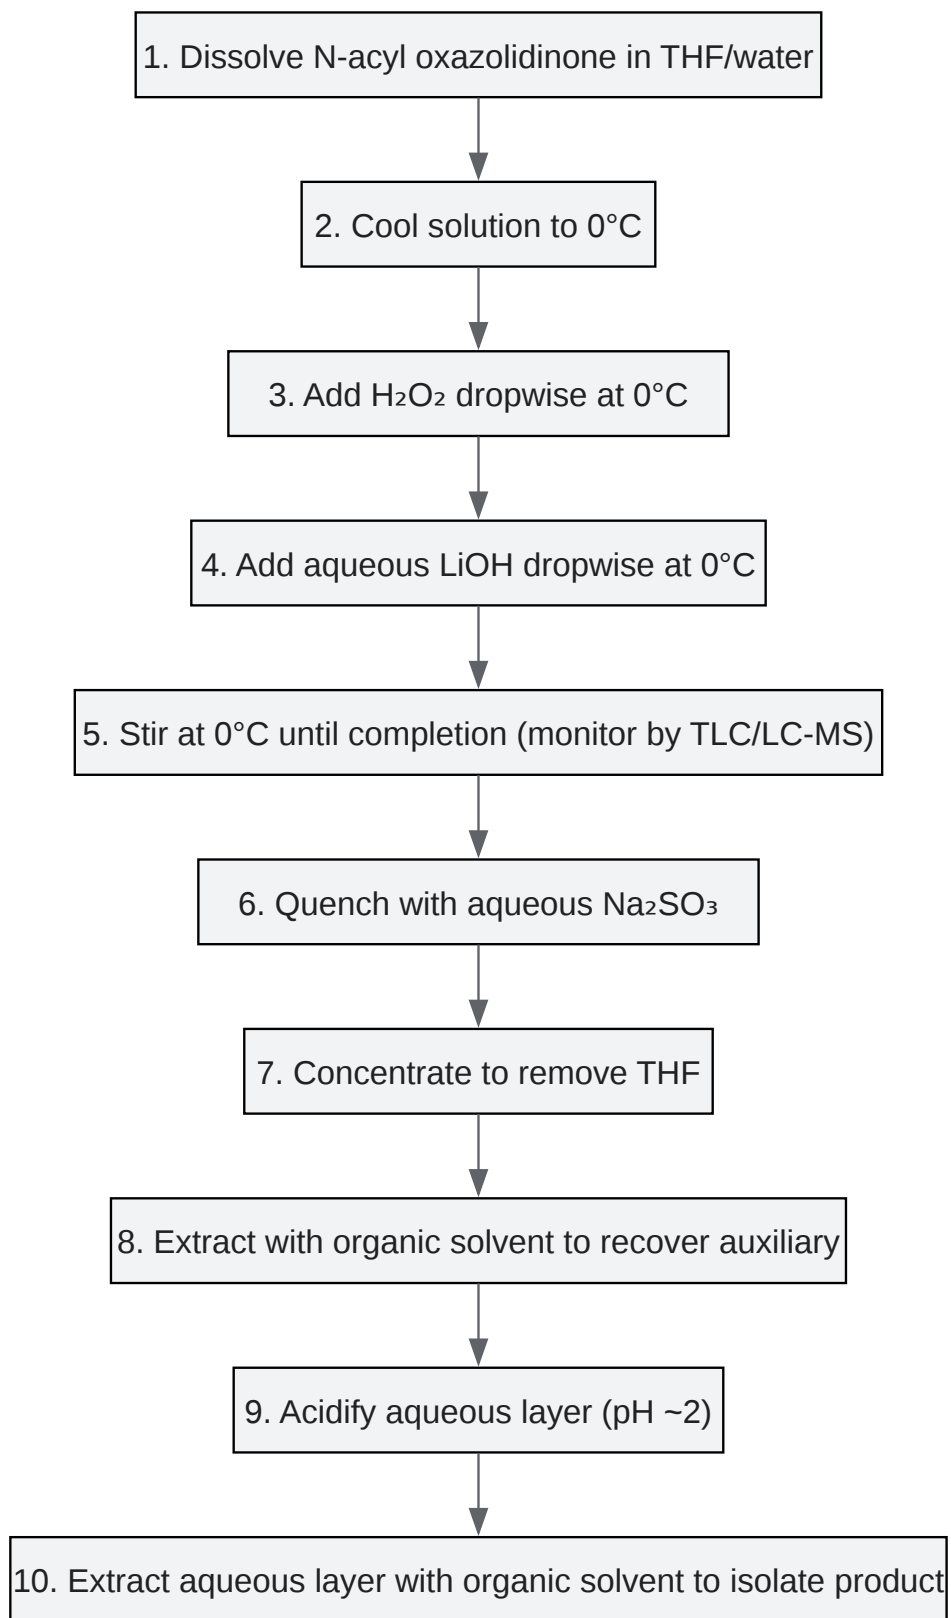 1. Dissolve N-acyl oxazolidinone in THF/water
2. Cool solution to 0°C
3. Add H₂O₂ dropwise at 0°C
4. Add aqueous LiOH dropwise at 0°C
5. Stir at 0°C until completion (monitor by TLC/LC-MS)
6. Quench with aqueous Na₂SO₃
7. Concentrate to remove THF
8. Extract with organic solvent to recover auxiliary
9. Acidify aqueous layer (pH ~2)
10. Extract aqueous layer with organic solvent to isolate product